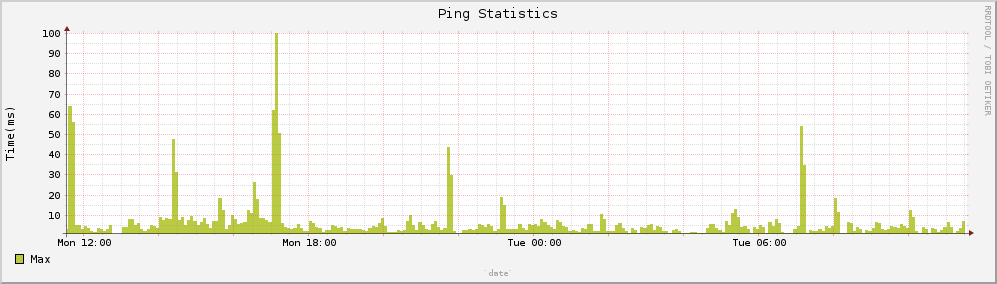 Ping Statistics
RRDTOOL / TOBI OETIKER
Time(ms)
100
90
80
70
60
50
40
30
20
10
Mon 12:00 Mon 18:00 Tue 00:00 Tue 06:00
Max
`date`